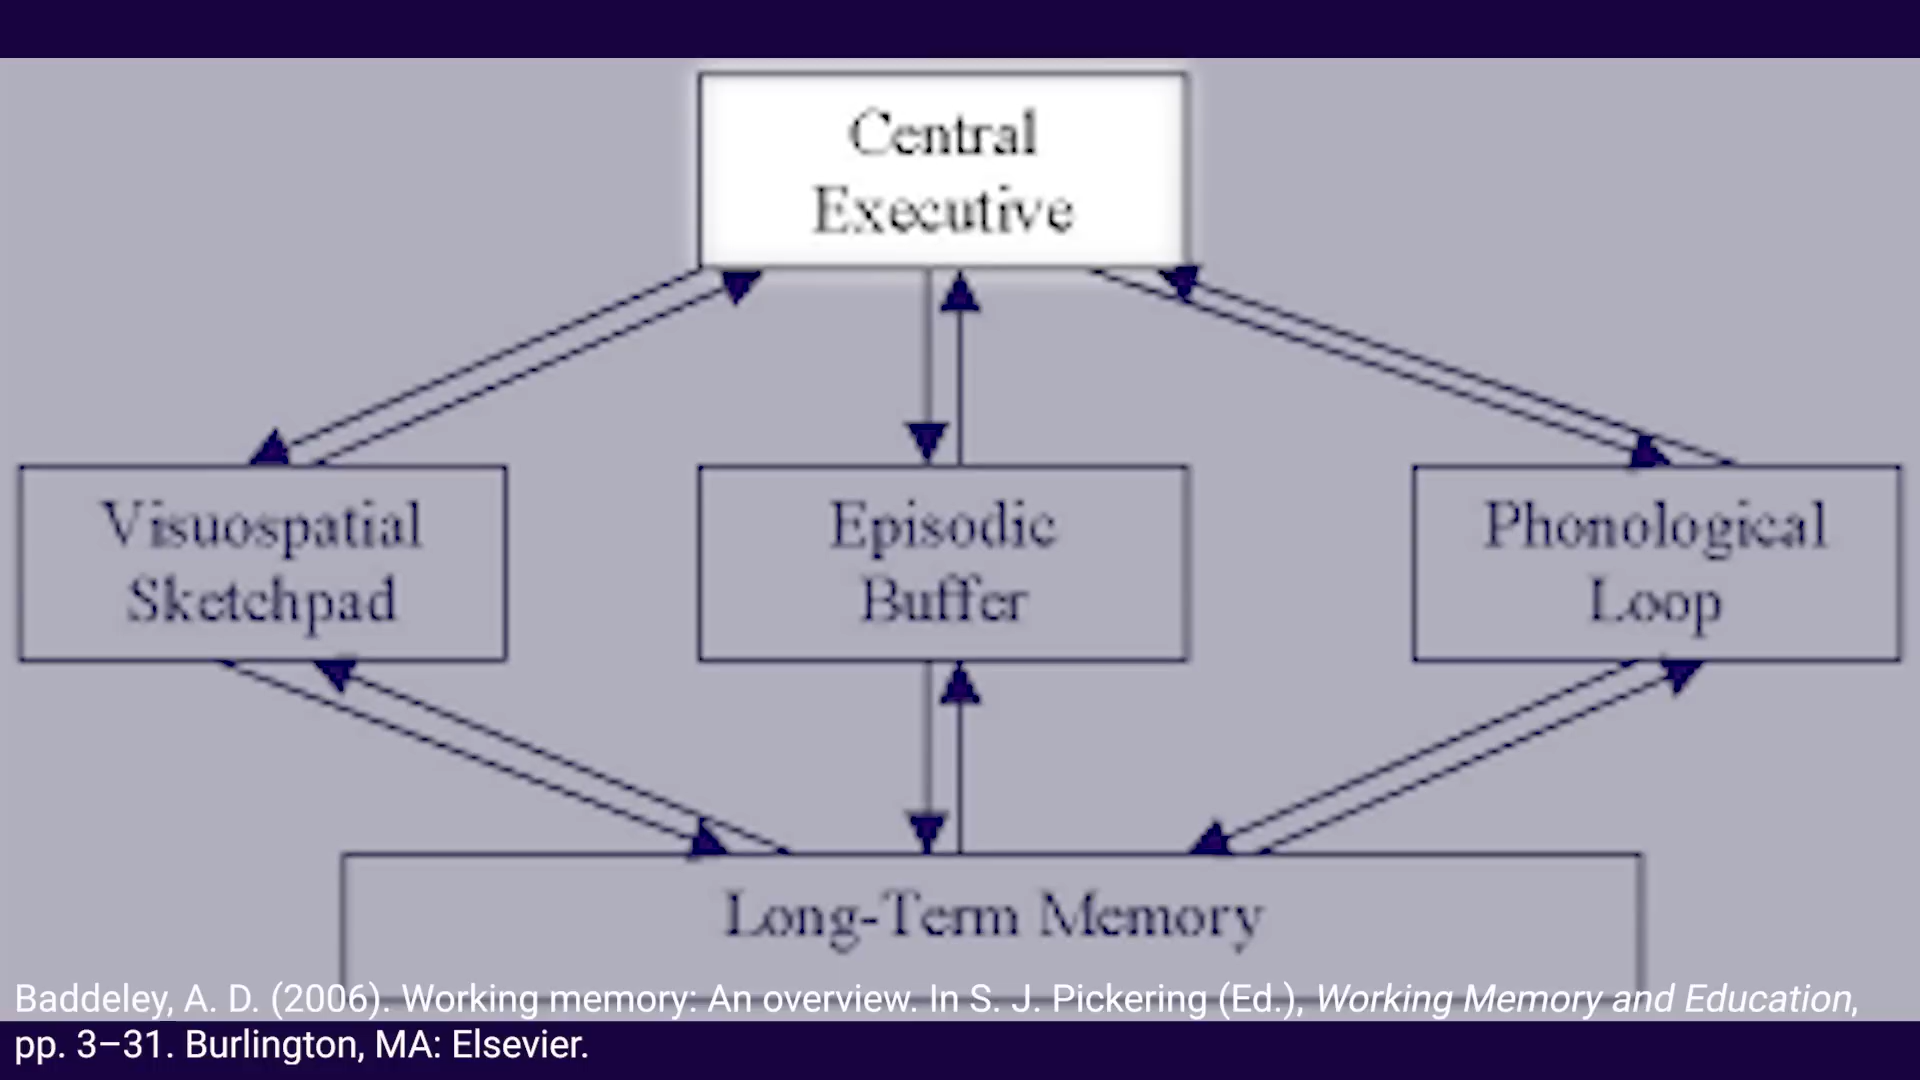 Central
Executive
Visuospatial
Sketchpad
Episodic
Buffer
Phonological
Loop
Long-Term Memory
Baddeley, A. D. (2006). Working memory: An overview. In S. J. Pickering (Ed.), Working Memory and Education,
pp. 3–31. Burlington, MA: Elsevier.